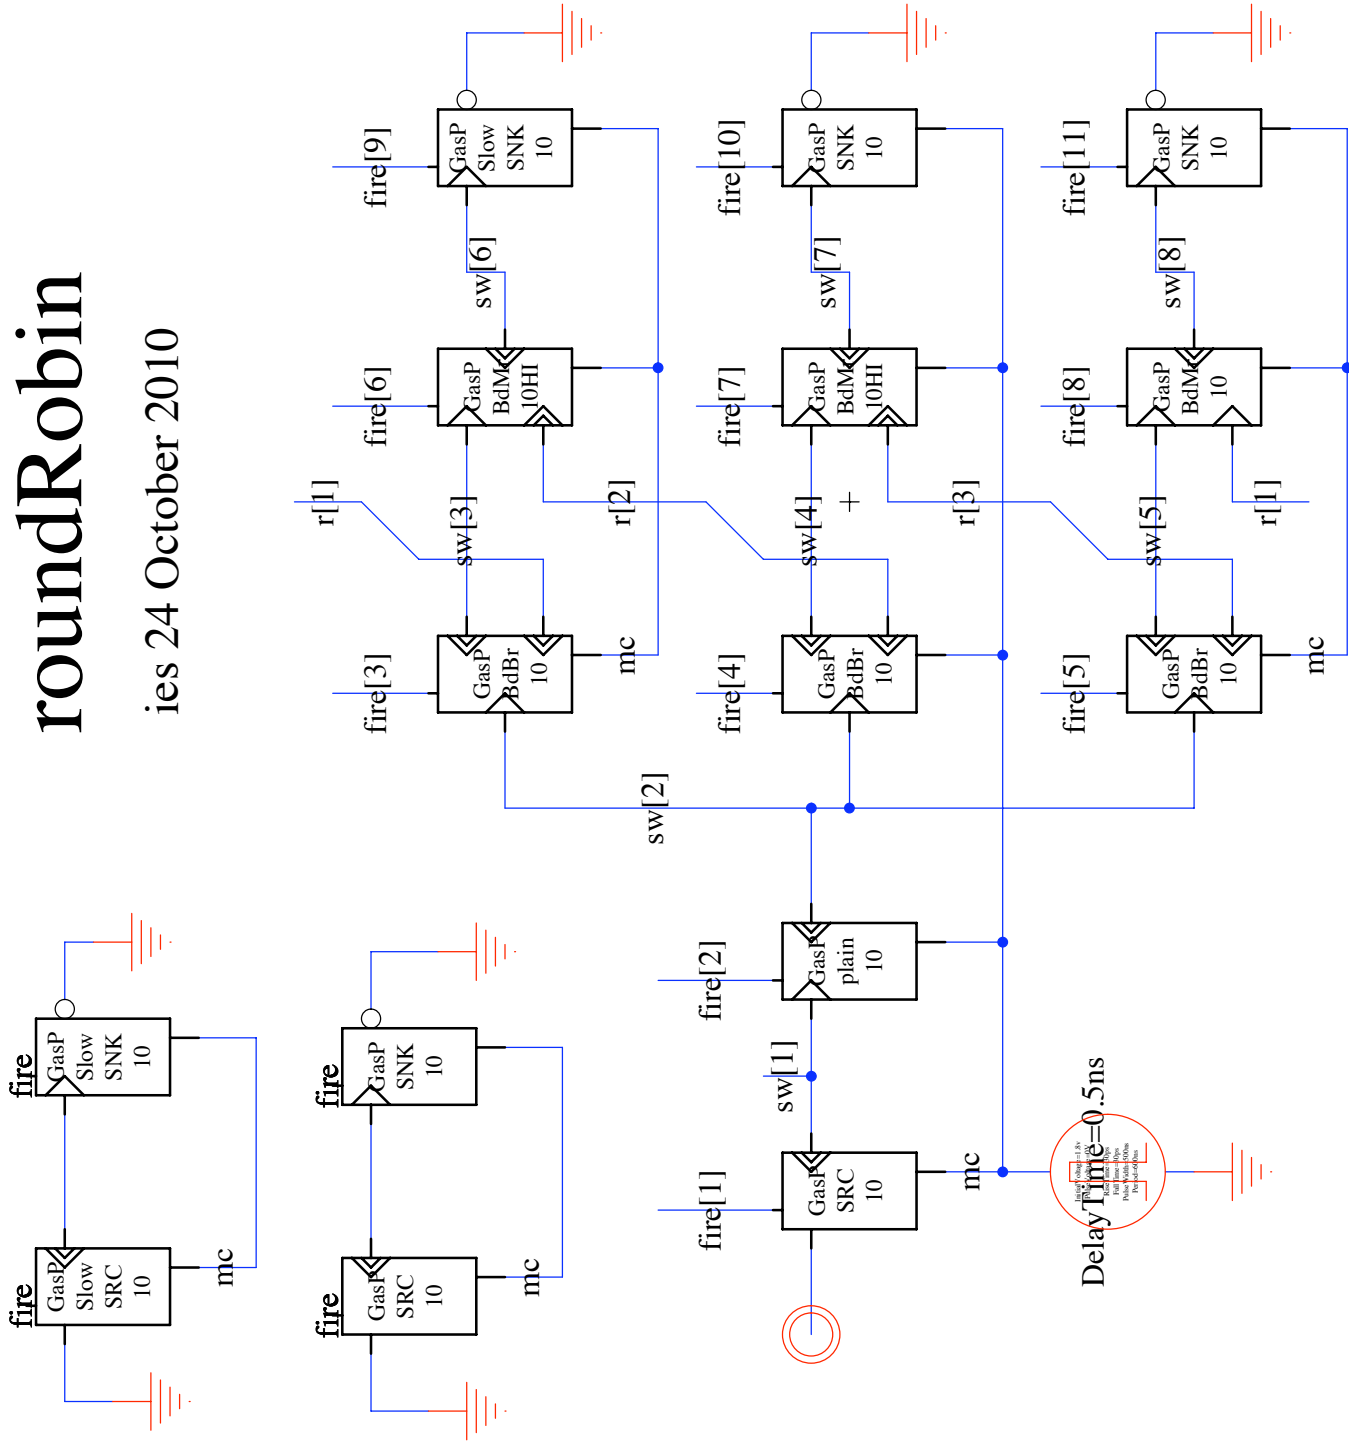 roundRobin
ies 24 October 2010
fire
GasP
Slow
SRC
10
mc
fire
GasP
Slow
SNK
10
fire
GasP
SRC
10
mc
fire
GasP
SNK
10
fire[1]
GasP
SRC
10
mc
DelayTime=0.5ns
sw[1]
fire[2]
GasP
plain
10
sw[2]
fire[3]
GasP
BdBr
10
mc
r[1]
sw[3]
r[2]
fire[6]
GasP
BdM
10HI
sw[6]
fire[9]
GasP
Slow
SNK
10
fire[4]
GasP
BdBr
10
sw[4]
+
r[3]
fire[7]
GasP
BdM
10HI
sw[7]
fire[10]
GasP
SNK
10
fire[5]
GasP
BdBr
10
mc
sw[5]
r[1]
fire[8]
GasP
BdM
10
sw[8]
fire[11]
GasP
SNK
10